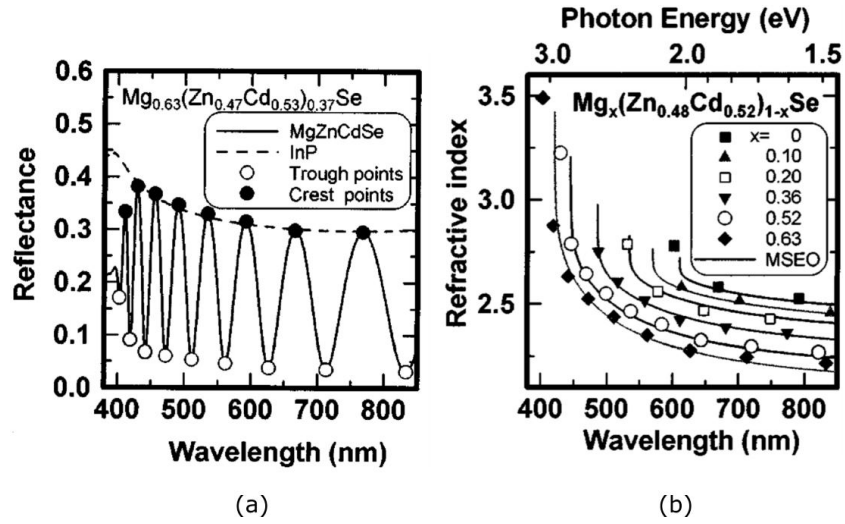 0.6
0.5
0.4
0.3
0.2
0.1
0.0
Reflectance
Mg0.63(Zn0.47Cd0.53)0.37Se
MgZnCdSe
InP
Trough points
Crest points
400 500 600 700 800
Wavelength (nm)
(a)
Photon Energy (eV)
3.0 2.0 1.5
3.5
3.0
2.5
Refractive index
Mgx(Zn0.48Cd0.52)1-xSe
x= 0
0.10
0.20
0.36
0.52
0.63
MSEO
400 500 600 700 800
Wavelength (nm)
(b)